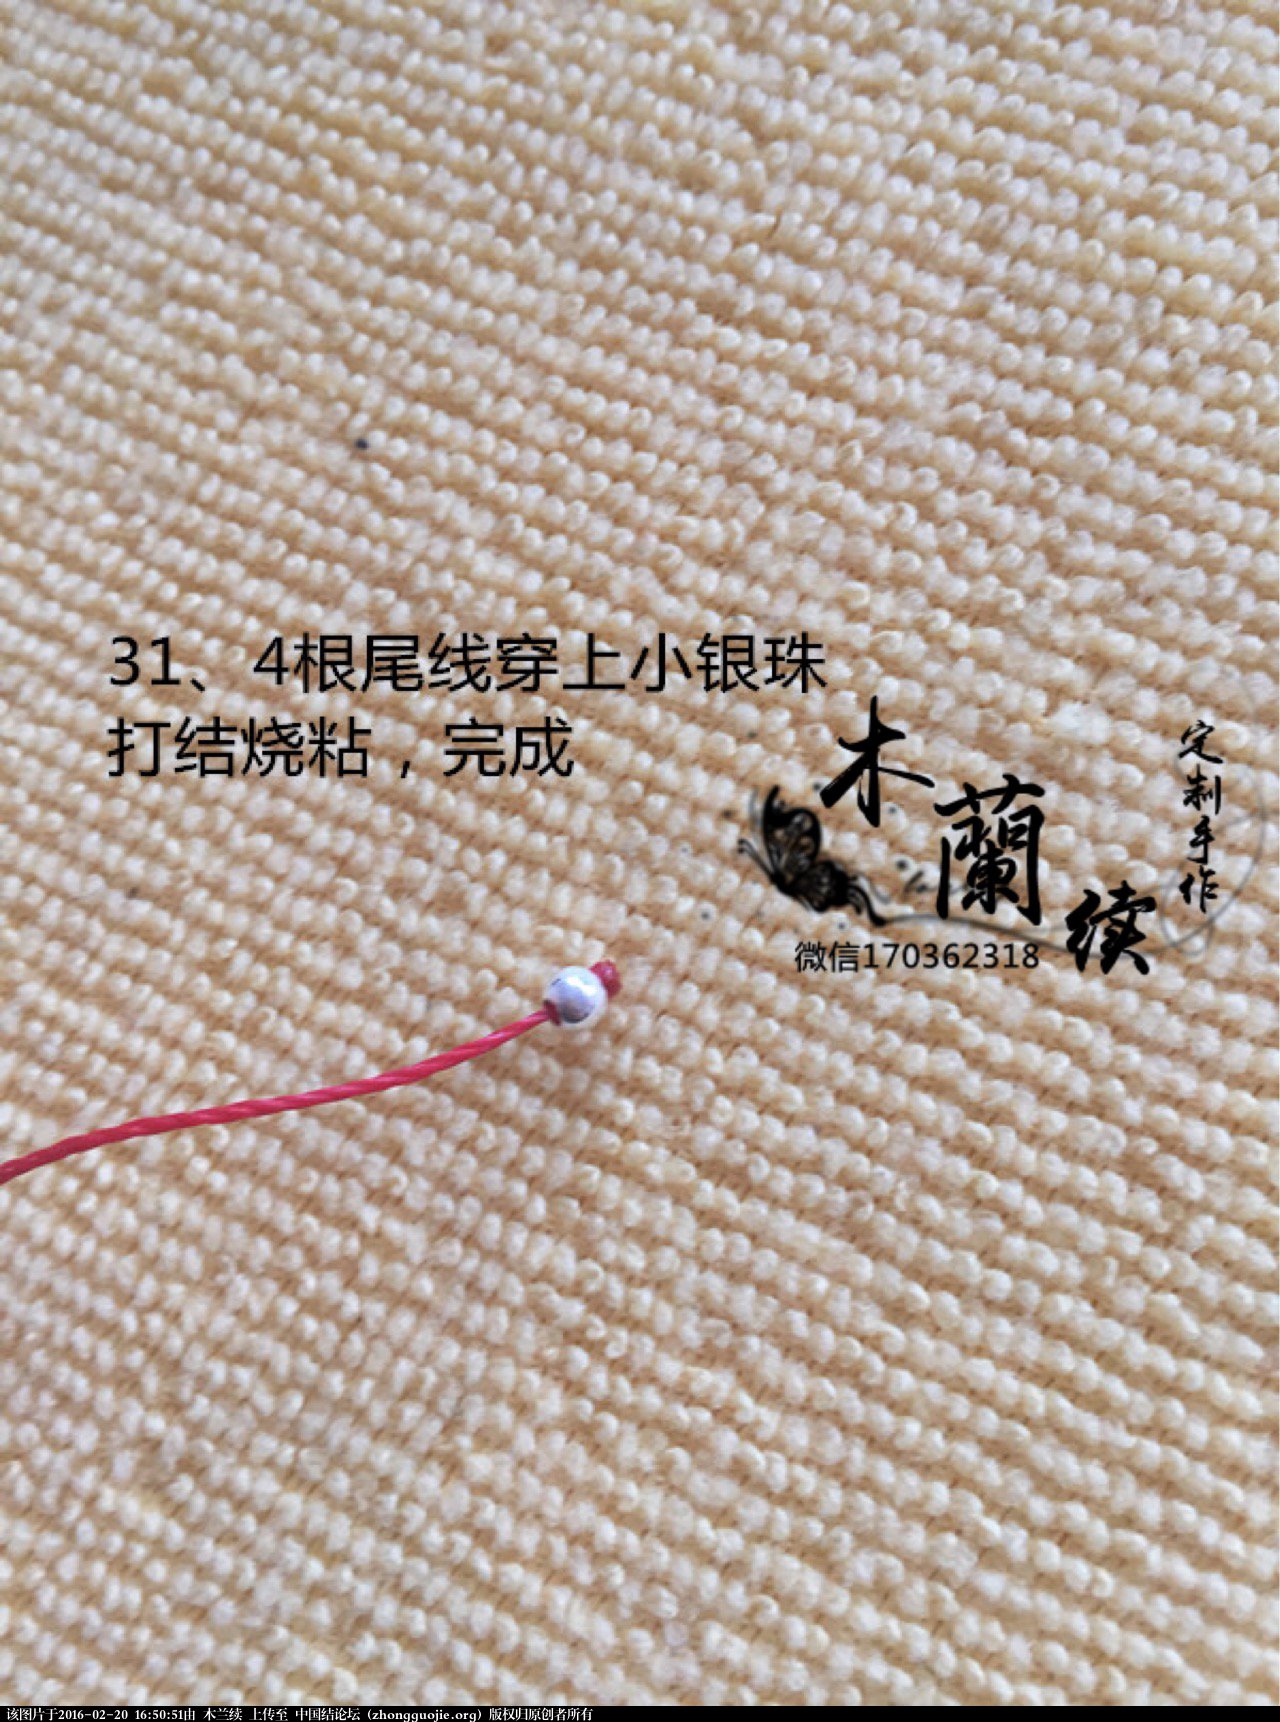 31、4根尾线穿上小银珠
打结烧粘，完成
木蘭续
定制手作
微信170362318
该图片于2016-02-20 16:50:51由 木兰续 上传至 中国结论坛 (zhongguojie.org) 版权归原创者所有